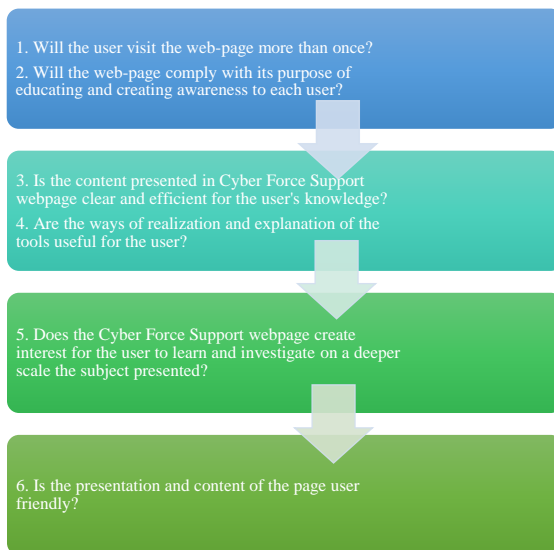 1. Will the user visit the web-page more than once?
2. Will the web-page comply with its purpose of
educating and creating awareness to each user?
3. Is the content presented in Cyber Force Support
webpage clear and efficient for the user's knowledge?
4. Are the ways of realization and explanation of the
tools useful for the user?
5. Does the Cyber Force Support webpage create
interest for the user to learn and investigate on a deeper
scale the subject presented?
6. Is the presentation and content of the page user
friendly?